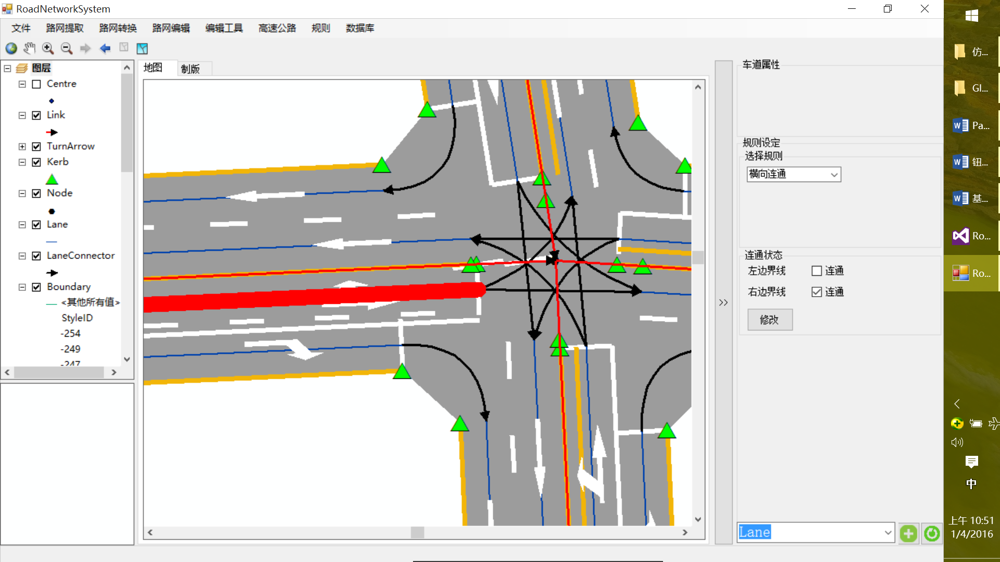 RoadNetworkSystem
文件 路网提取 路网转换 路网编辑 编辑工具 高速公路 规则 数据库
图层
Centre
Link
TurnArrow
Kerb
Node
Lane
LaneConnector
Boundary
<其他所有值>
StyleID
-254
-249
-247
地图 制版
>>
车道属性
规则设定
选择规则
横向连通
连通状态
左边界线 连通
右边界线 连通
修改
Lane
仿...
Gl...
Pa...
钮...
基...
Ro...
Ro...
中
上午 10:51
1/4/2016